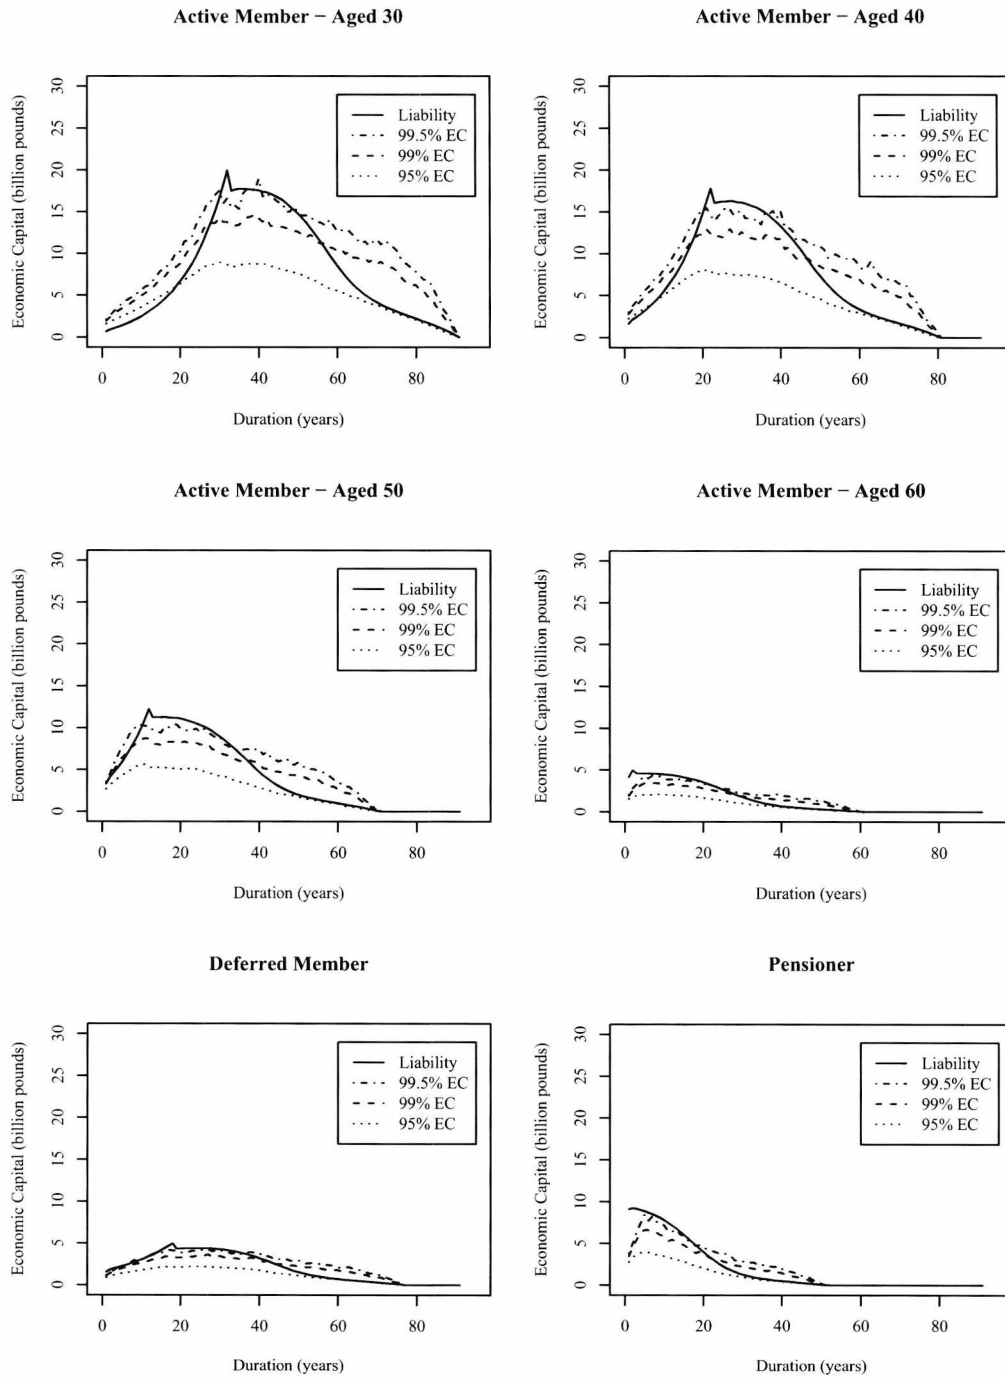 Active Member − Aged 30
Economic Capital (billion pounds)
30
25
20
15
10
5
0
Liability
99.5% EC
99% EC
95% EC
0 20 40 60 80
Duration (years)
Active Member − Aged 40
Economic Capital (billion pounds)
30
25
20
15
10
5
0
Liability
99.5% EC
99% EC
95% EC
0 20 40 60 80
Duration (years)
Active Member − Aged 50
Economic Capital (billion pounds)
30
25
20
15
10
5
0
Liability
99.5% EC
99% EC
95% EC
0 20 40 60 80
Duration (years)
Active Member − Aged 60
Economic Capital (billion pounds)
30
25
20
15
10
5
0
Liability
99.5% EC
99% EC
95% EC
0 20 40 60 80
Duration (years)
Deferred Member
Economic Capital (billion pounds)
30
25
20
15
10
5
0
Liability
99.5% EC
99% EC
95% EC
0 20 40 60 80
Duration (years)
Pensioner
Economic Capital (billion pounds)
30
25
20
15
10
5
0
Liability
99.5% EC
99% EC
95% EC
0 20 40 60 80
Duration (years)